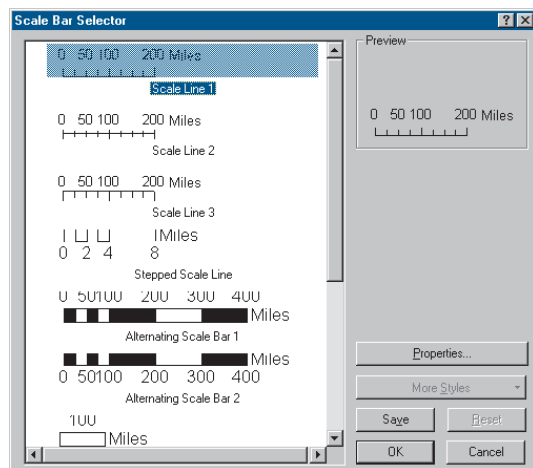 Scale Bar Selector
0 50 100 200 Miles
Scale Line 1
0 50 100 200 Miles
Scale Line 2
0 50 100 200 Miles
Scale Line 3
Miles
0 2 4 8
Stepped Scale Line
0 50100 200 300 400
Miles
Alternating Scale Bar 1
Miles
0 50100 200 300 400
Alternating Scale Bar 2
100
Miles
Preview
0 50 100 200 Miles
Properties...
More Styles
Save
Reset
OK
Cancel